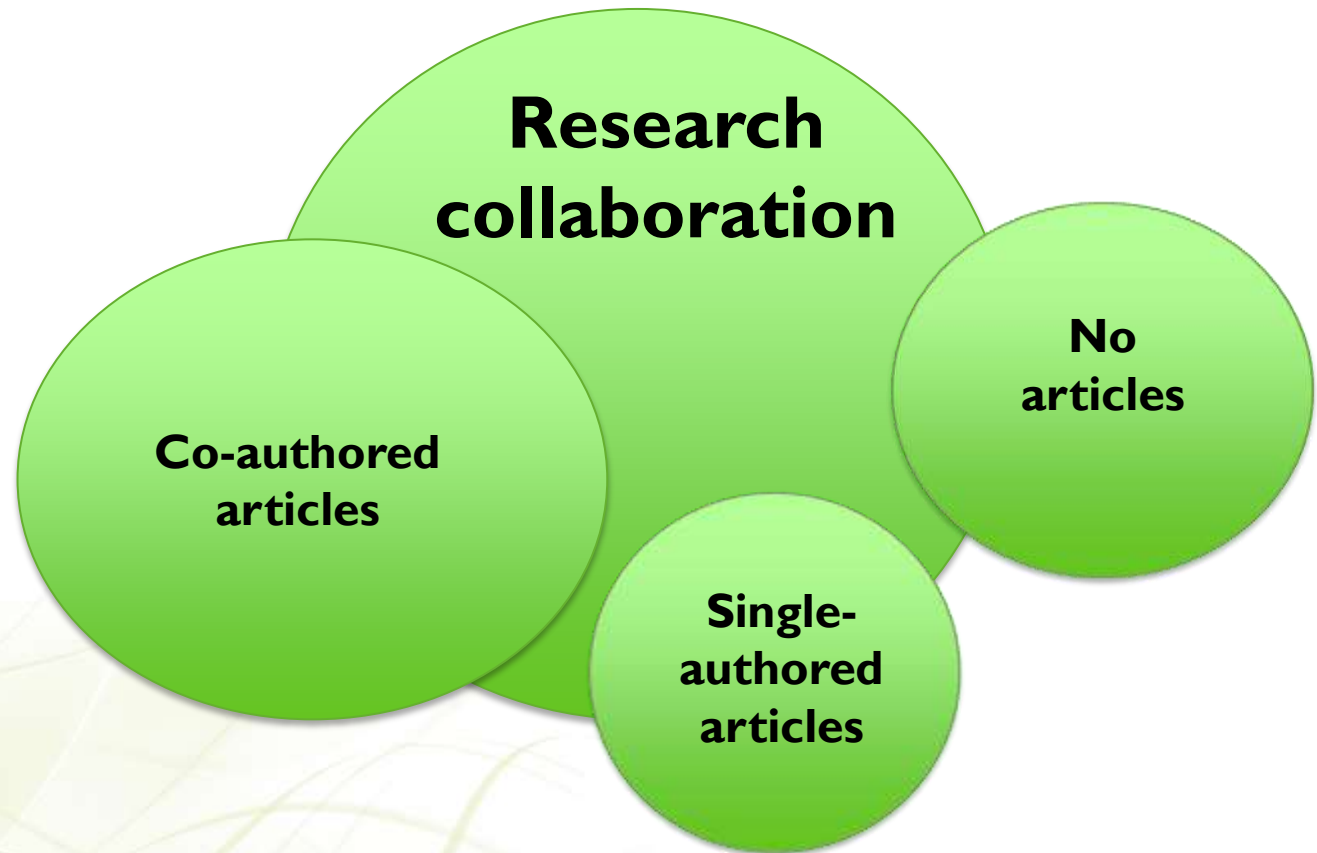 Research
collaboration
No
articles
Co-authored
articles
Single-
authored
articles